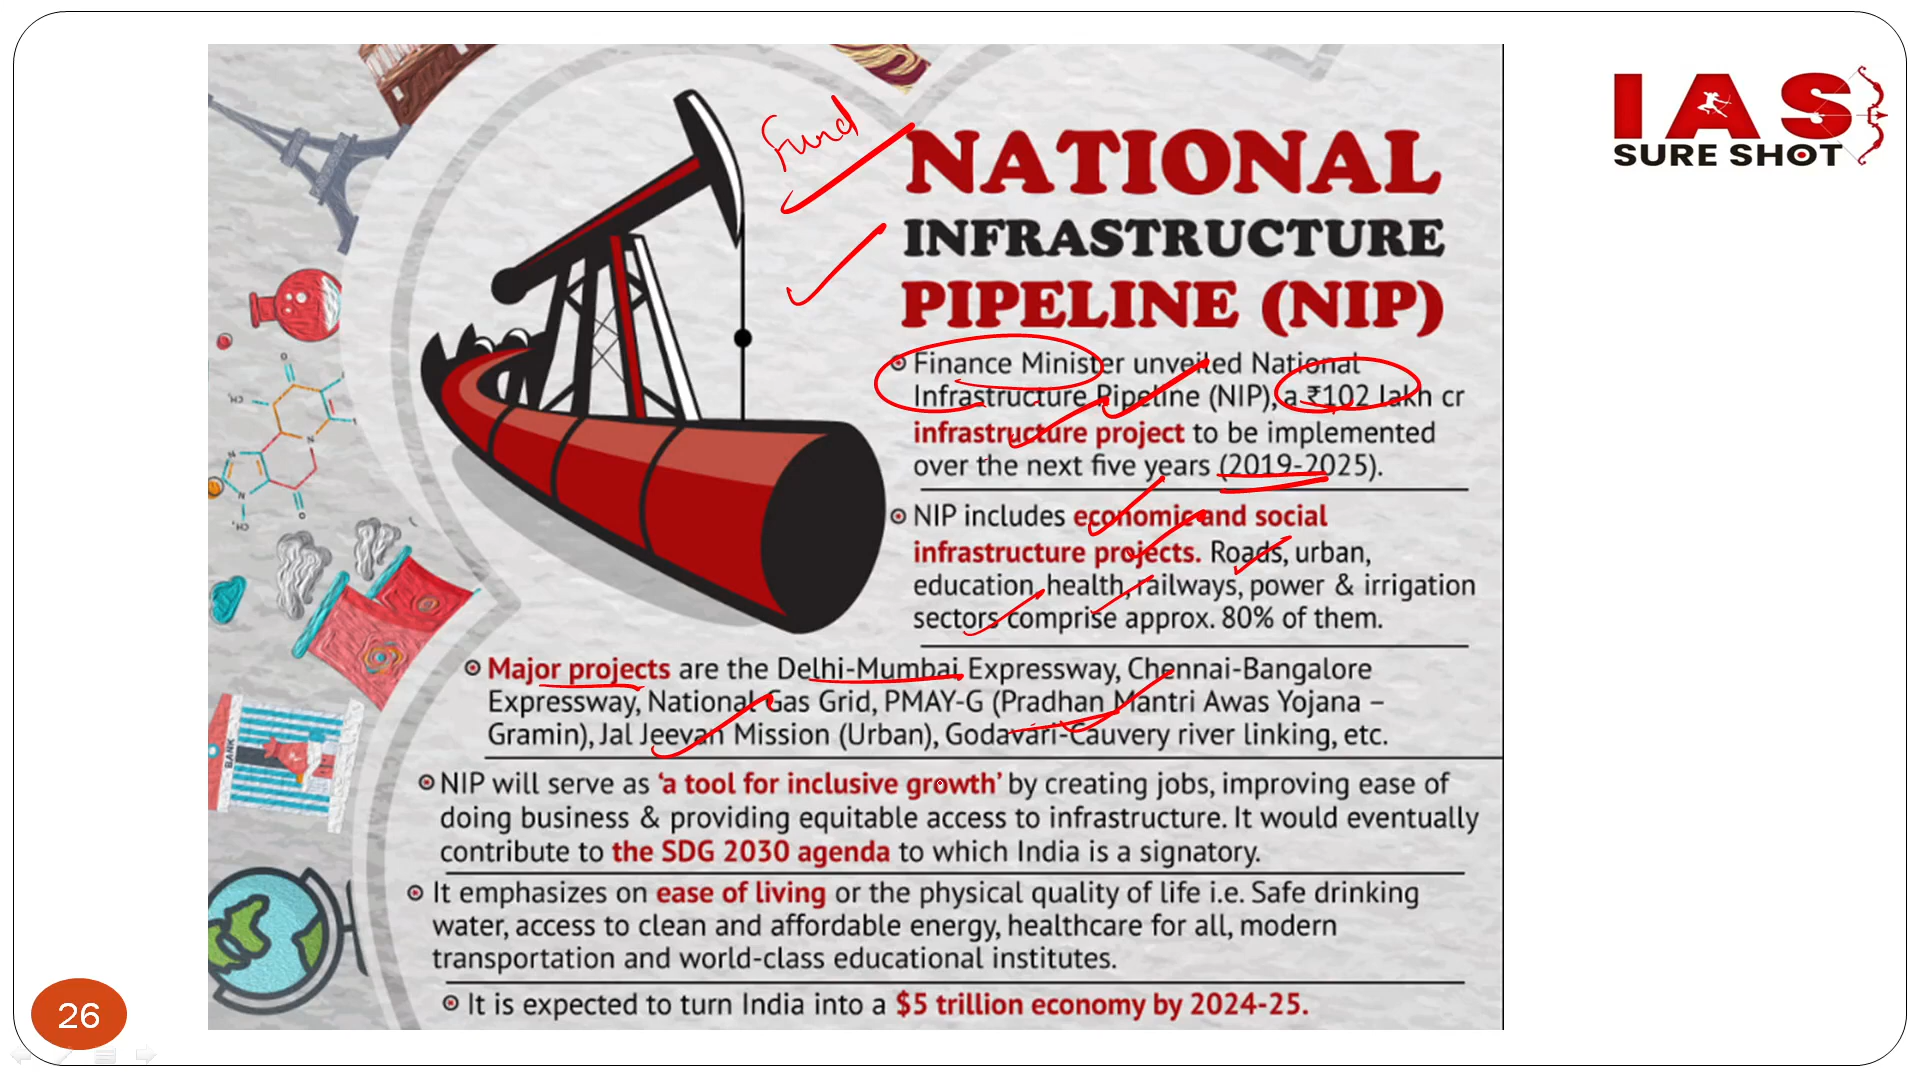 IAS
SURE SHOT
Fund
NATIONAL
INFRASTRUCTURE
PIPELINE (NIP)
Finance Minister unveiled National
Infrastructure Pipeline (NIP), a ₹102 lakh cr
infrastructure project to be implemented
over the next five years (2019-2025).
NIP includes economic and social
infrastructure projects. Roads, urban,
education, health, railways, power & irrigation
sectors comprise approx. 80% of them.
Major projects are the Delhi-Mumbai Expressway, Chennai-Bangalore
Expressway, National Gas Grid, PMAY-G (Pradhan Mantri Awas Yojana –
Gramin), Jal Jeevan Mission (Urban), Godavari-Cauvery river linking, etc.
NIP will serve as ‘a tool for inclusive growth’ by creating jobs, improving ease of
doing business & providing equitable access to infrastructure. It would eventually
contribute to the SDG 2030 agenda to which India is a signatory.
It emphasizes on ease of living or the physical quality of life i.e. Safe drinking
water, access to clean and affordable energy, healthcare for all, modern
transportation and world-class educational institutes.
It is expected to turn India into a $5 trillion economy by 2024-25.
BANK
26